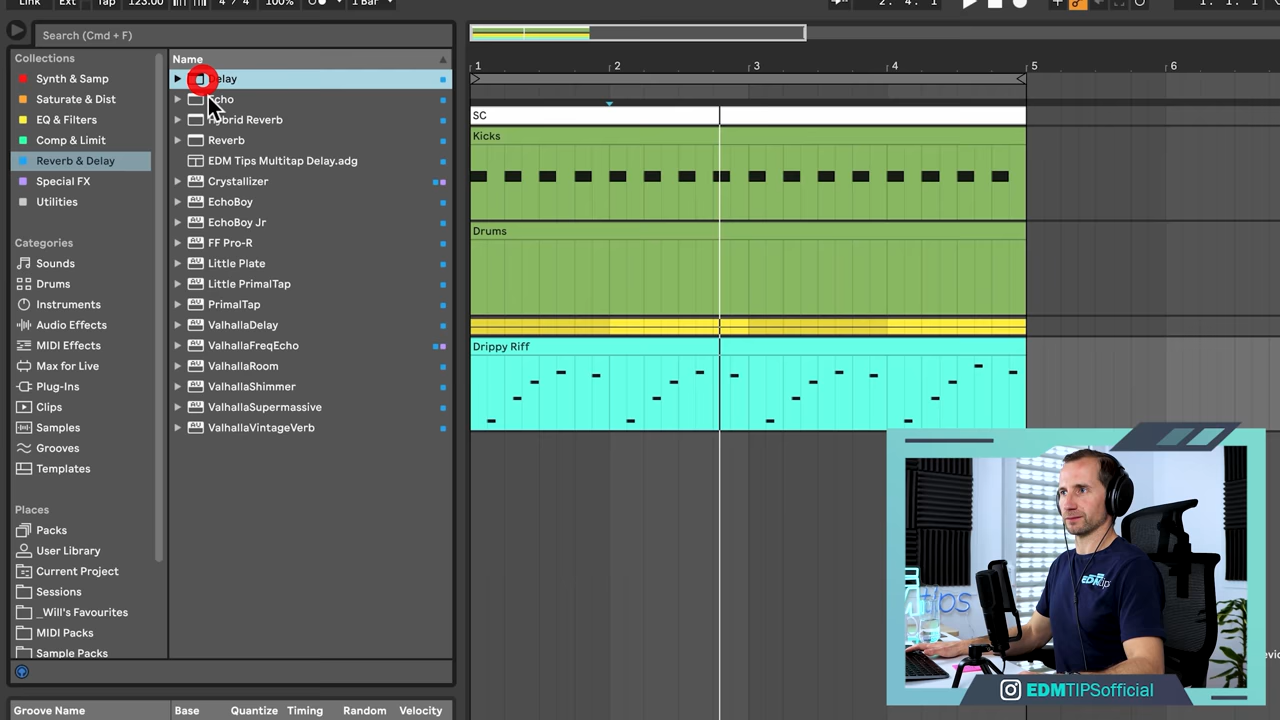 Link Ext Tap 123.00 4 / 4 100% 1 Bar 2. 4. 1 1. 1. 1
Search (Cmd + F)
Collections
Synth & Samp
Saturate & Dist
EQ & Filters
Comp & Limit
Reverb & Delay
Special FX
Utilities
Categories
Sounds
Drums
Instruments
Audio Effects
MIDI Effects
Max for Live
Plug-Ins
Clips
Samples
Grooves
Templates
Places
Packs
User Library
Current Project
Sessions
_Will's Favourites
MIDI Packs
Sample Packs
Name
Delay
Echo
Hybrid Reverb
Reverb
EDM Tips Multitap Delay.adg
Crystallizer
EchoBoy
EchoBoy Jr
FF Pro-R
Little Plate
Little PrimalTap
PrimalTap
ValhallaDelay
ValhallaFreqEcho
ValhallaRoom
ValhallaShimmer
ValhallaSupermassive
ValhallaVintageVerb
Groove Name Base Quantize Timing Random Velocity
1 2 3 4 5 6
SC
Kicks
Drums
Drippy Riff
tips
EDM
EDMTIPSofficial